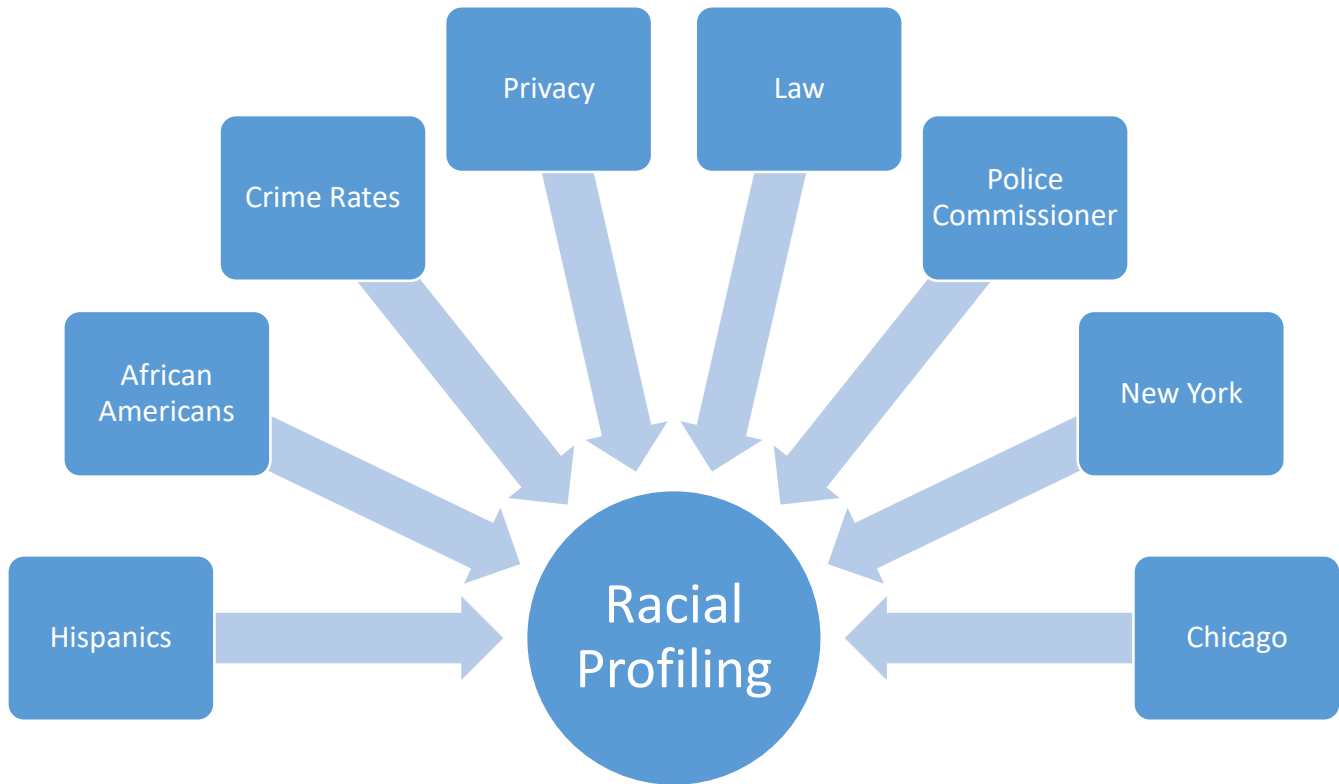 Privacy
Law
Crime Rates
Police
Commissioner
African
Americans
New York
Hispanics
Racial
Profiling
Chicago